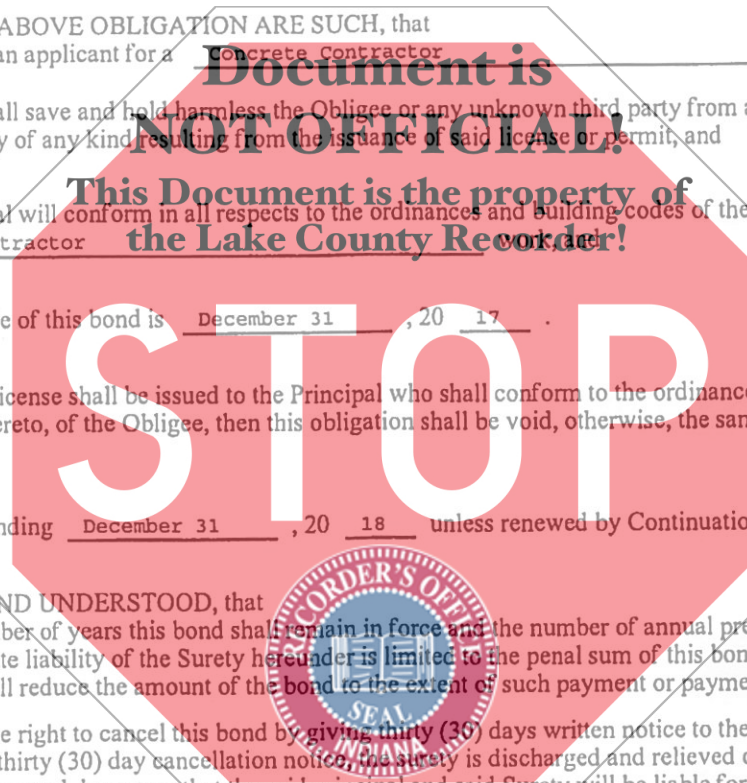 ABOVE OBLIGATION ARE SUCH, that
an applicant for a Concrete Contractor
Document is
all save and hold harmless the Obligee or any unknown third party from a
NOT OFFICIAL!
y of any kind resulting from the issuance of said license or permit, and
This Document is the property of
al will conform in all respects to the ordinances and building codes of the
the Lake County Recorder!
tractor work, and
e of this bond is December 31, 20 17.
STOP
icense shall be issued to the Principal who shall conform to the ordinance
ereto, of the Obligee, then this obligation shall be void, otherwise, the sam
nding December 31, 20 18 unless renewed by Continuatio
ND UNDERSTOOD, that
ber of years this bond shall remain in force and the number of annual pre
te liability of the Surety hereunder is limited to the penal sum of this bon
ll reduce the amount of the bond to the extent of such payment or payme
RECORDER'S OFFICE
SEAL
INDIANA
e right to cancel this bond by giving thirty (30) days written notice to the
thirty (30) day cancellation notice, the surety is discharged and relieved o